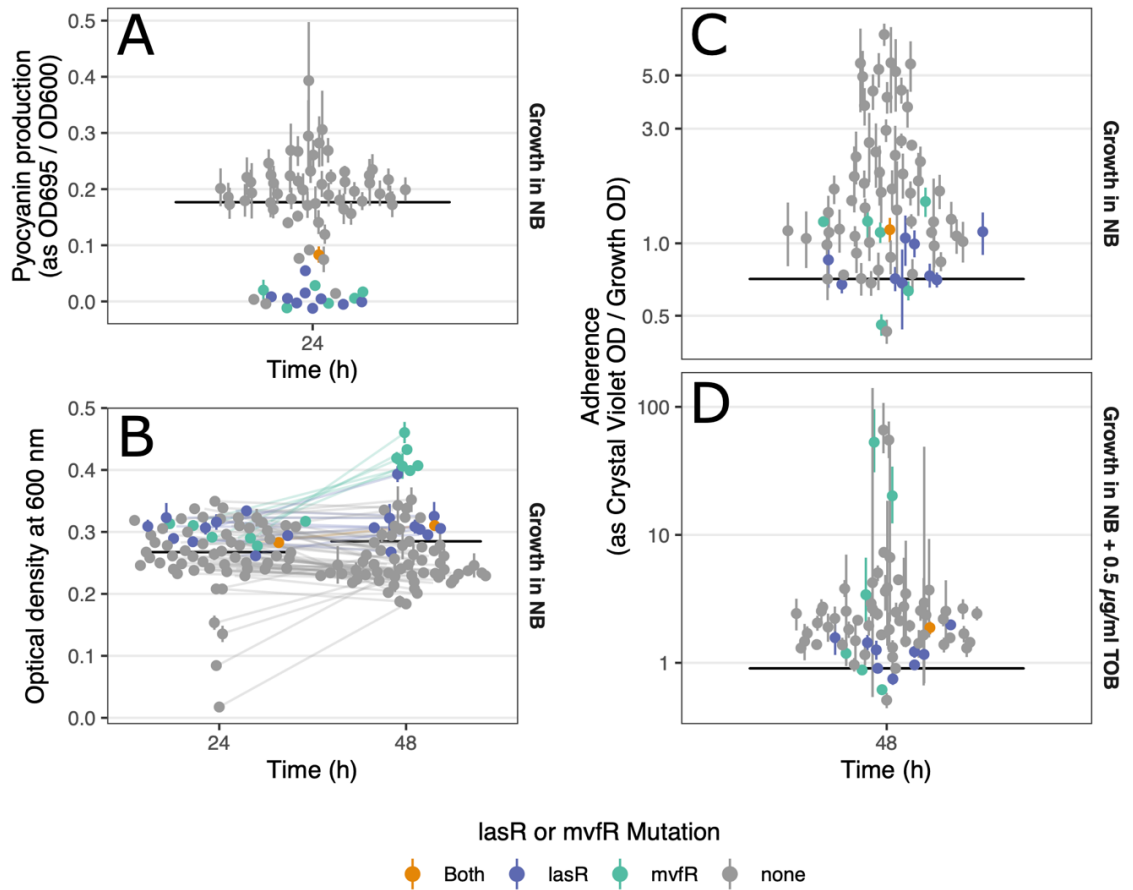 A
Pyocyanin production
(as OD695 / OD600)
0.5
0.4
0.3
0.2
0.1
0.0
24
Time (h)
Growth in NB
B
Optical density at 600 nm
0.5
0.4
0.3
0.2
0.1
0.0
24
48
Time (h)
Growth in NB
Adherence
(as Crystal Violet OD / Growth OD)
C
5.0
3.0
1.0
0.5
Growth in NB
D
100
10
1
48
Time (h)
Growth in NB + 0.5 µg/ml TOB
lasR or mvfR Mutation
Both
lasR
mvfR
none